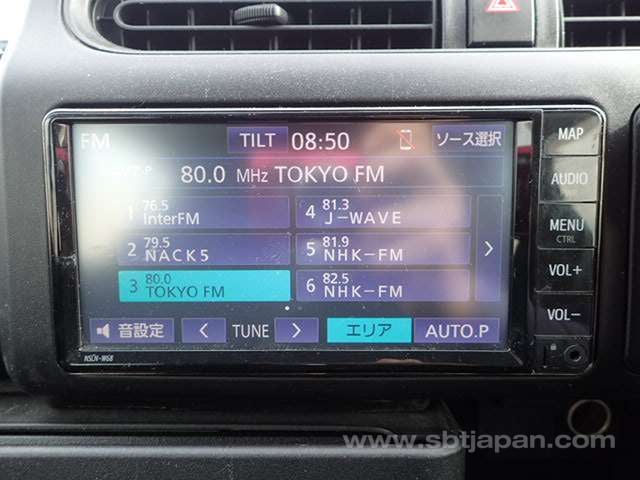 FM TILT 08:50 ソース選択 MAP
80.0 MHz TOKYO FM
AUDIO
1 76.5 InterFM
4 81.3 J-WAVE
MENU
CTRL
2 79.5 NACK5
5 81.9 NHK-FM
VOL+
3 80.0 TOKYO FM
6 82.5 NHK-FM
VOL-
音設定 < TUNE > エリア AUTO.P
NSCN-W68
www.sbtjapan.com